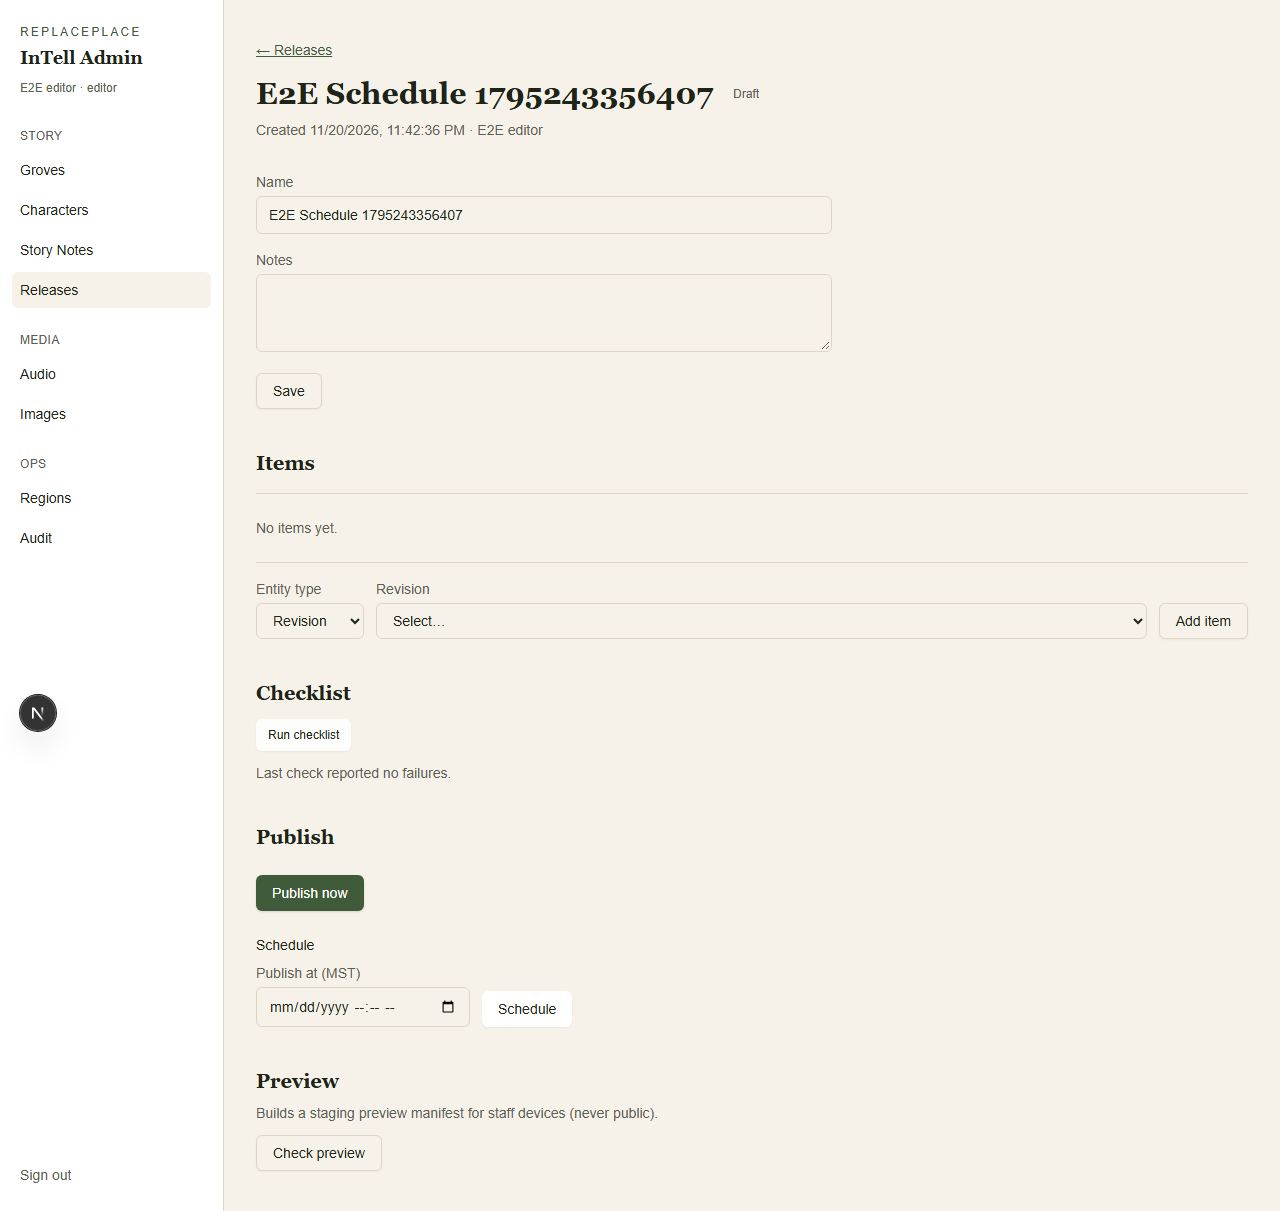 REPLACEPLACE
InTell Admin
E2E editor · editor
STORY
Groves
Characters
Story Notes
Releases
MEDIA
Audio
Images
OPS
Regions
Audit
N
Sign out
← Releases
E2E Schedule 1795243356407 Draft
Created 11/20/2026, 11:42:36 PM · E2E editor
Name
E2E Schedule 1795243356407
Notes
Save
Items
No items yet.
Entity type Revision
Revision Select... Add item
Checklist
Run checklist
Last check reported no failures.
Publish
Publish now
Schedule
Publish at (MST)
mm/dd/yyyy --:-- -- Schedule
Preview
Builds a staging preview manifest for staff devices (never public).
Check preview